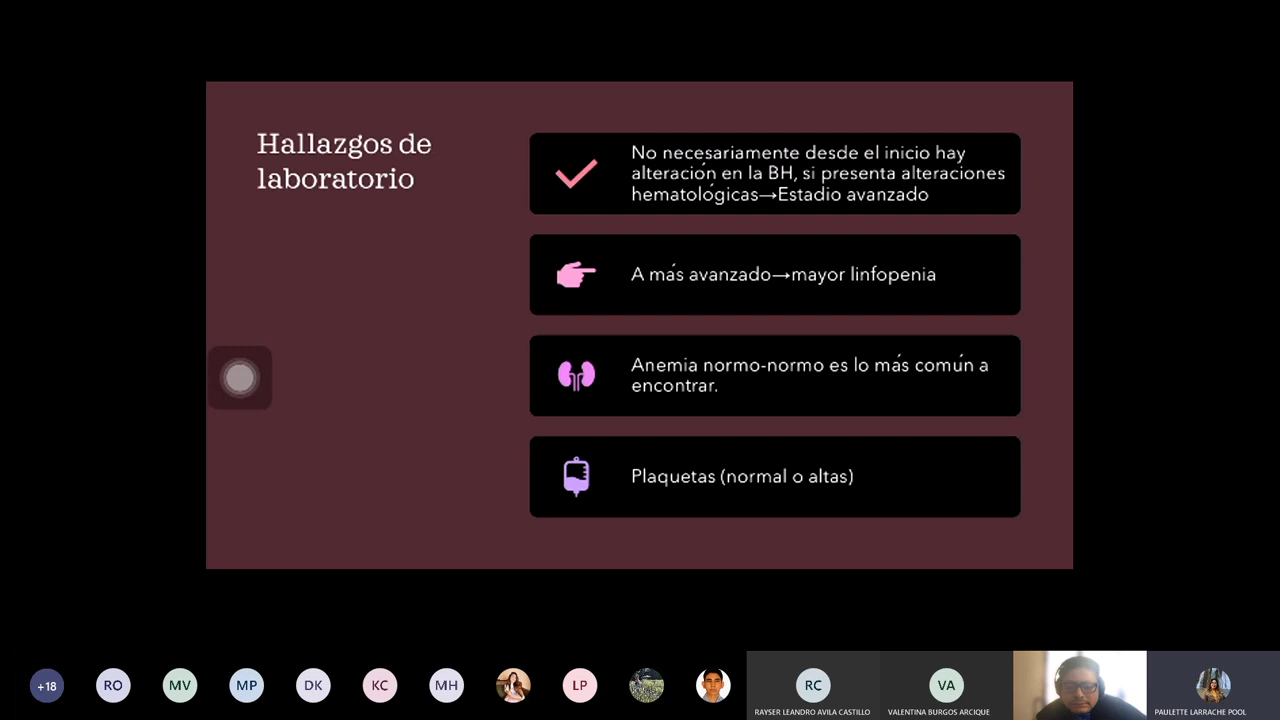 Hallazgos de
laboratorio
No necesariamente desde el inicio hay
alteración en la BH, si presenta alteraciones
hematológicas→Estadio avanzado
A más avanzado→mayor linfopenia
Anemia normo-normo es lo más común a
encontrar.
Plaquetas (normal o altas)
+18
RO
MV
MP
DK
KC
MH
LP
RC
RAYSER LEANDRO AVILA CASTILLO
VA
VALENTINA BURGOS ARCIQUE
PAULETTE LARRACHE POOL